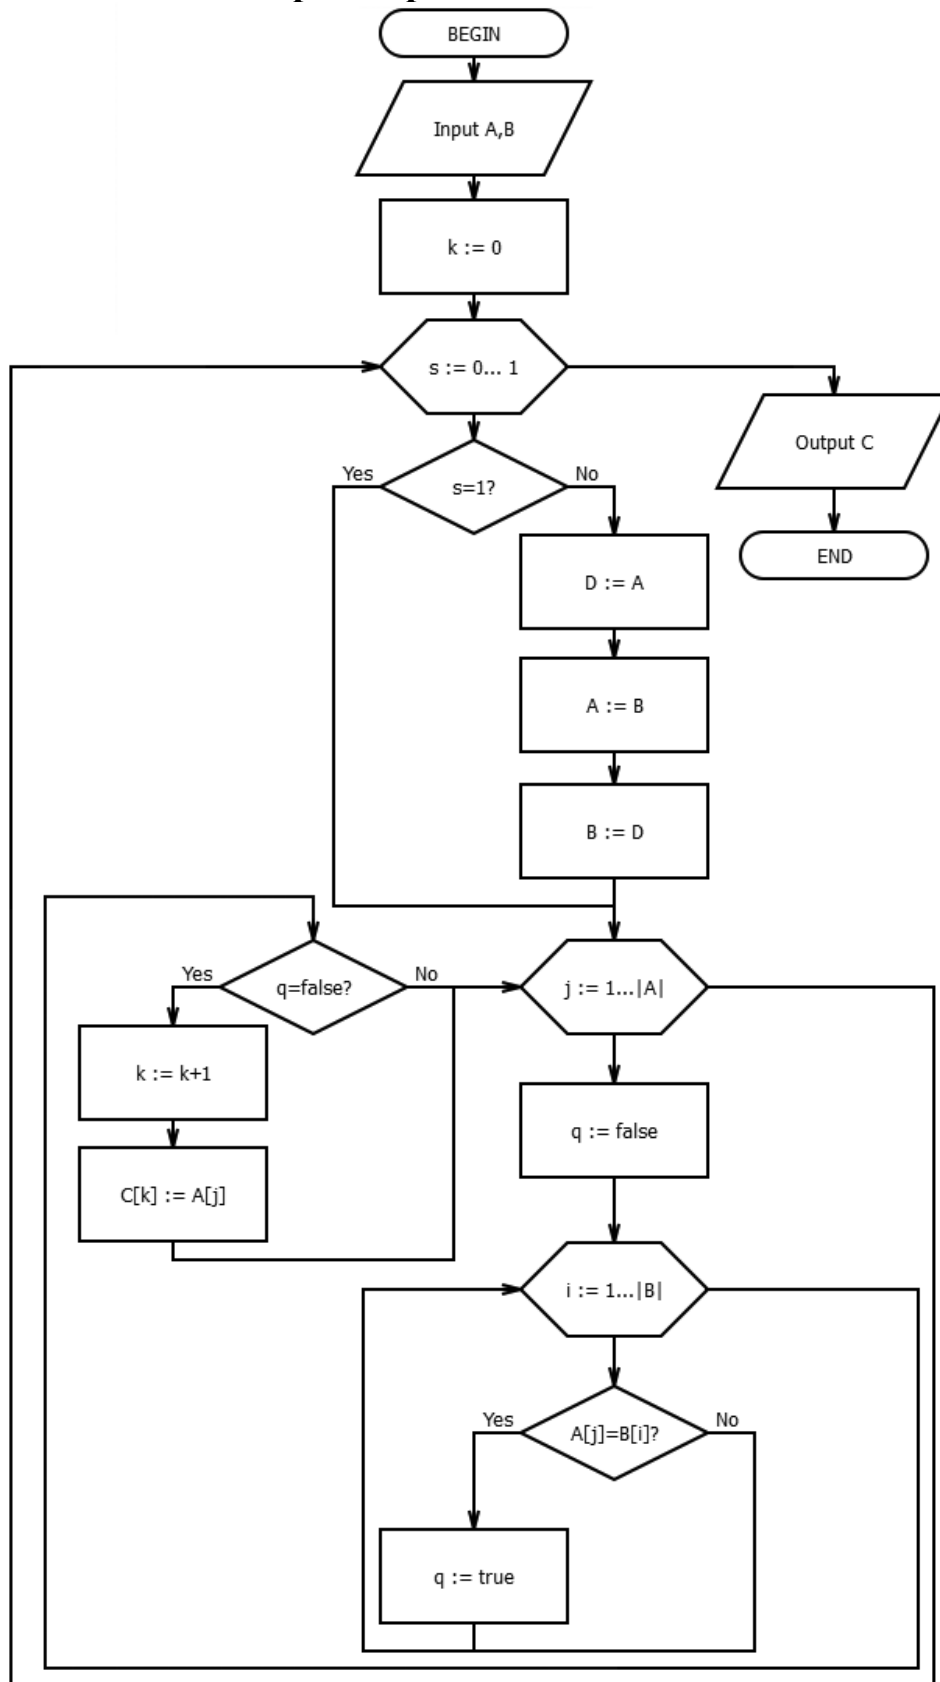 BEGIN
Input A,B
k := 0
s := 0... 1
Output C
END
Yes
s=1?
No
D := A
A := B
B := D
Yes
q=false?
No
j := 1...|A|
k := k+1
q := false
C[k] := A[j]
i := 1...|B|
Yes
A[j]=B[i]?
No
q := true